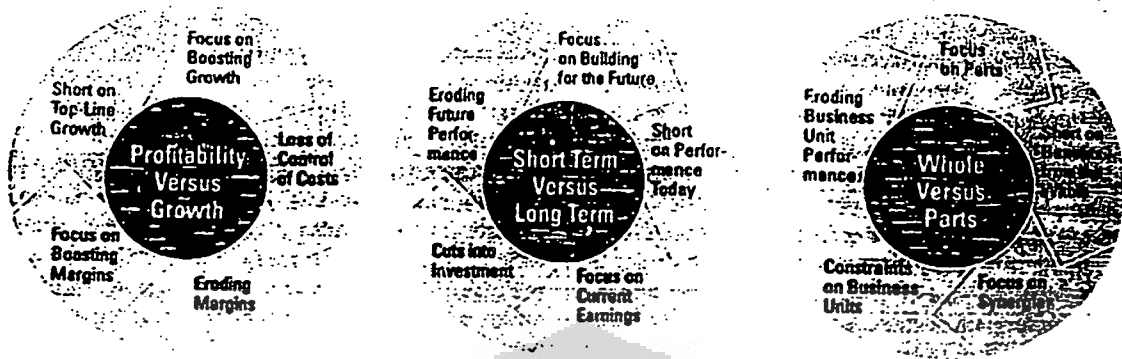 Focus on
Boosting
Growth
Short on
Top-Line
Growth
Profitability
Versus
Growth
Loss of
Control
of Costs
Focus on
Boosting
Margins
Eroding
Margins
Focus
on Building
for the Future
Eroding
Future
Perfor-
mance
Short Term
Versus
Long Term
Short
on Perfor-
mance
Today
Cuts into
Investment
Focus on
Current
Earnings
Focus
on Parts
Eroding
Business
Unit
Perfor-
mance
Whole
Versus
Parts
Short on
Constraints
on Business
Units
Focus on
Synergies